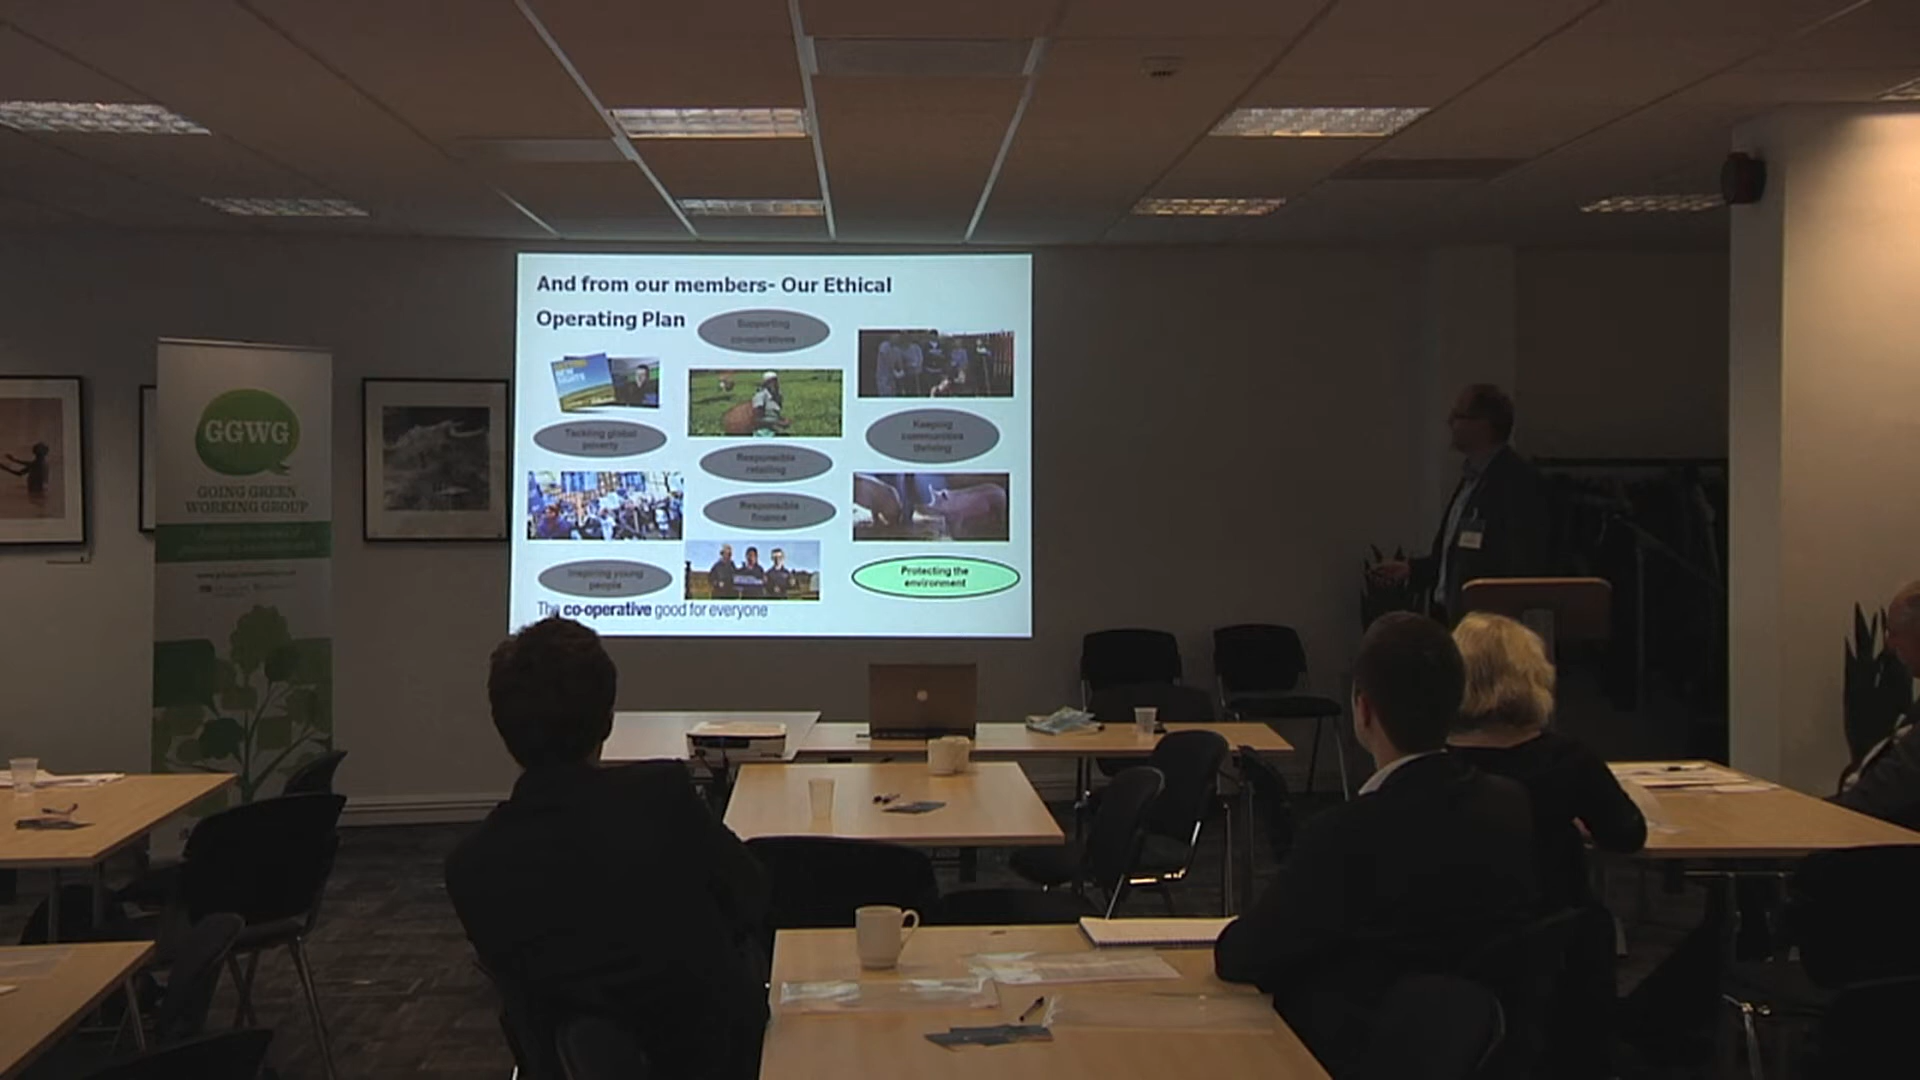 And from our members- Our Ethical
Operating Plan
Supporting
co-operatives
Tackling global
poverty
Keeping
communities
thriving
Responsible
retailing
Responsible
finance
Inspiring young
people
Protecting the
environment
The co-operative good for everyone
GGWG
GOING GREEN
WORKING GROUP